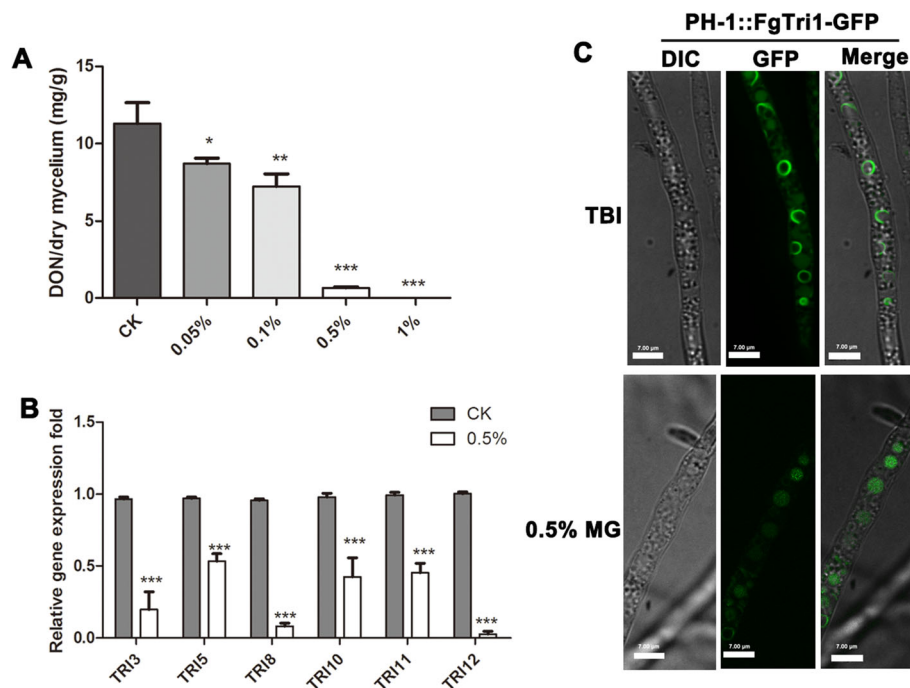 A
DON/dry mycelium (mg/g)
15
10
5
0
*
**
***
***
CK
0.05%
0.1%
0.5%
1%
B
Relative gene expression fold
1.5
1.0
0.5
0.0
CK
0.5%
***
***
***
***
***
***
TRI3
TRI5
TRI8
TRI10
TRI11
TRI12
C
PH-1::FgTri1-GFP
DIC GFP Merge
TBI
7.00 µm 7.00 µm 7.00 µm
0.5% MG
7.00 µm 7.00 µm 7.00 µm